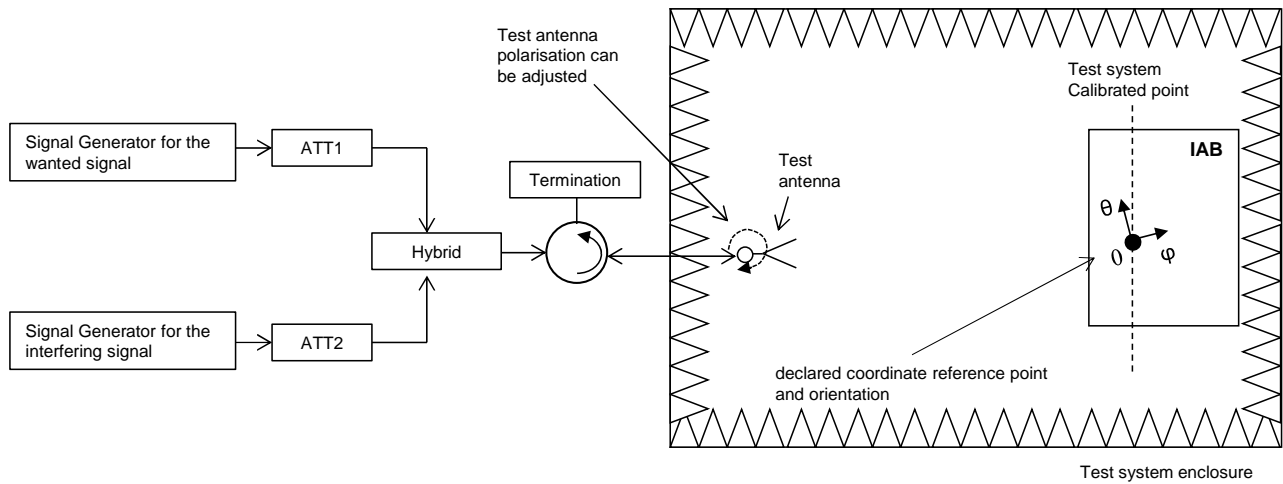 Signal Generator for the
wanted signal
ATT1
Signal Generator for the
interfering signal
ATT2
Hybrid
Termination
Test antenna
polarisation can
be adjusted
Test
antenna
Test system
Calibrated point
IAB
θ
0
φ
declared coordinate reference point
and orientation
Test system enclosure